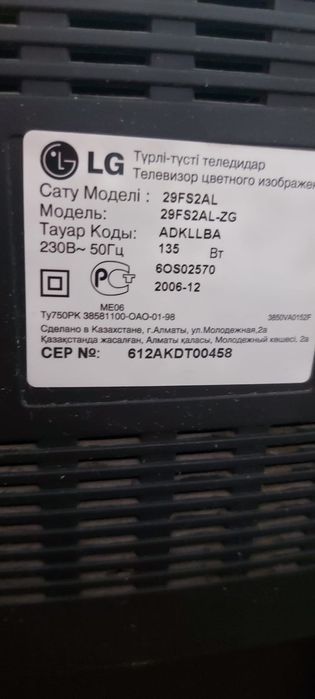 LG Түрлі-түсті теледидар
Телевизор цветного изображен
Сату Моделі : 29FS2AL
Модель: 29FS2AL-ZG
Тауар Коды: ADKLLBA
230В~ 50Гц 135 Вт
6OS02570
2006-12
ME06
Ту750РК 38581100-ОАО-01-98 3850VA0152F
Сделано в Казахстане, г.Алматы, ул.Молодежная,2а
Қазақстанда жасалған, Алматы қаласы, Молодежный көшесі, 2а
СЕР №: 612AKDT00458